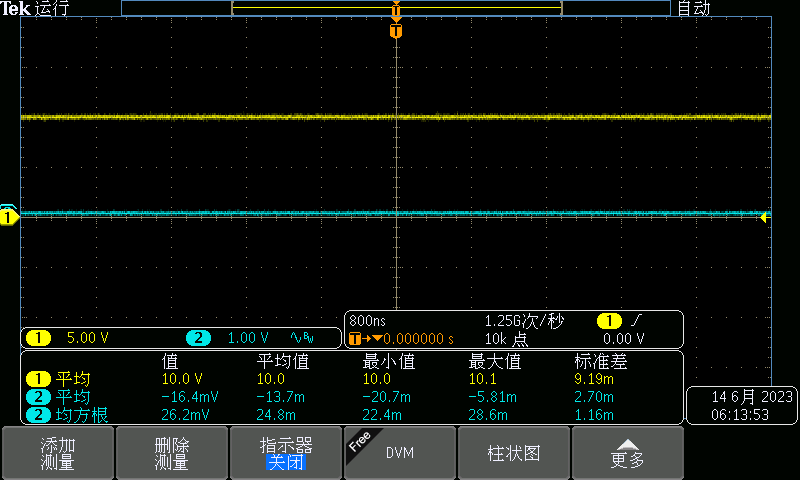 Tek 运行 自动
T
T
2
1
1 5.00 V 2 1.00 V BW
800ns 1.25G次/秒 1
T→▼0.000000 s 10k 点 0.00 V
值 平均值 最小值 最大值 标准差
1 平均 10.0 V 10.0 10.0 10.1 9.19m
2 平均 −16.4mV −13.7m −20.7m −5.81m 2.70m
2 均方根 26.2mV 24.8m 22.4m 28.6m 1.16m
14 6月 2023
06:13:53
添加
测量
删除
测量
指示器
关闭
Free
DVM
柱状图
更多